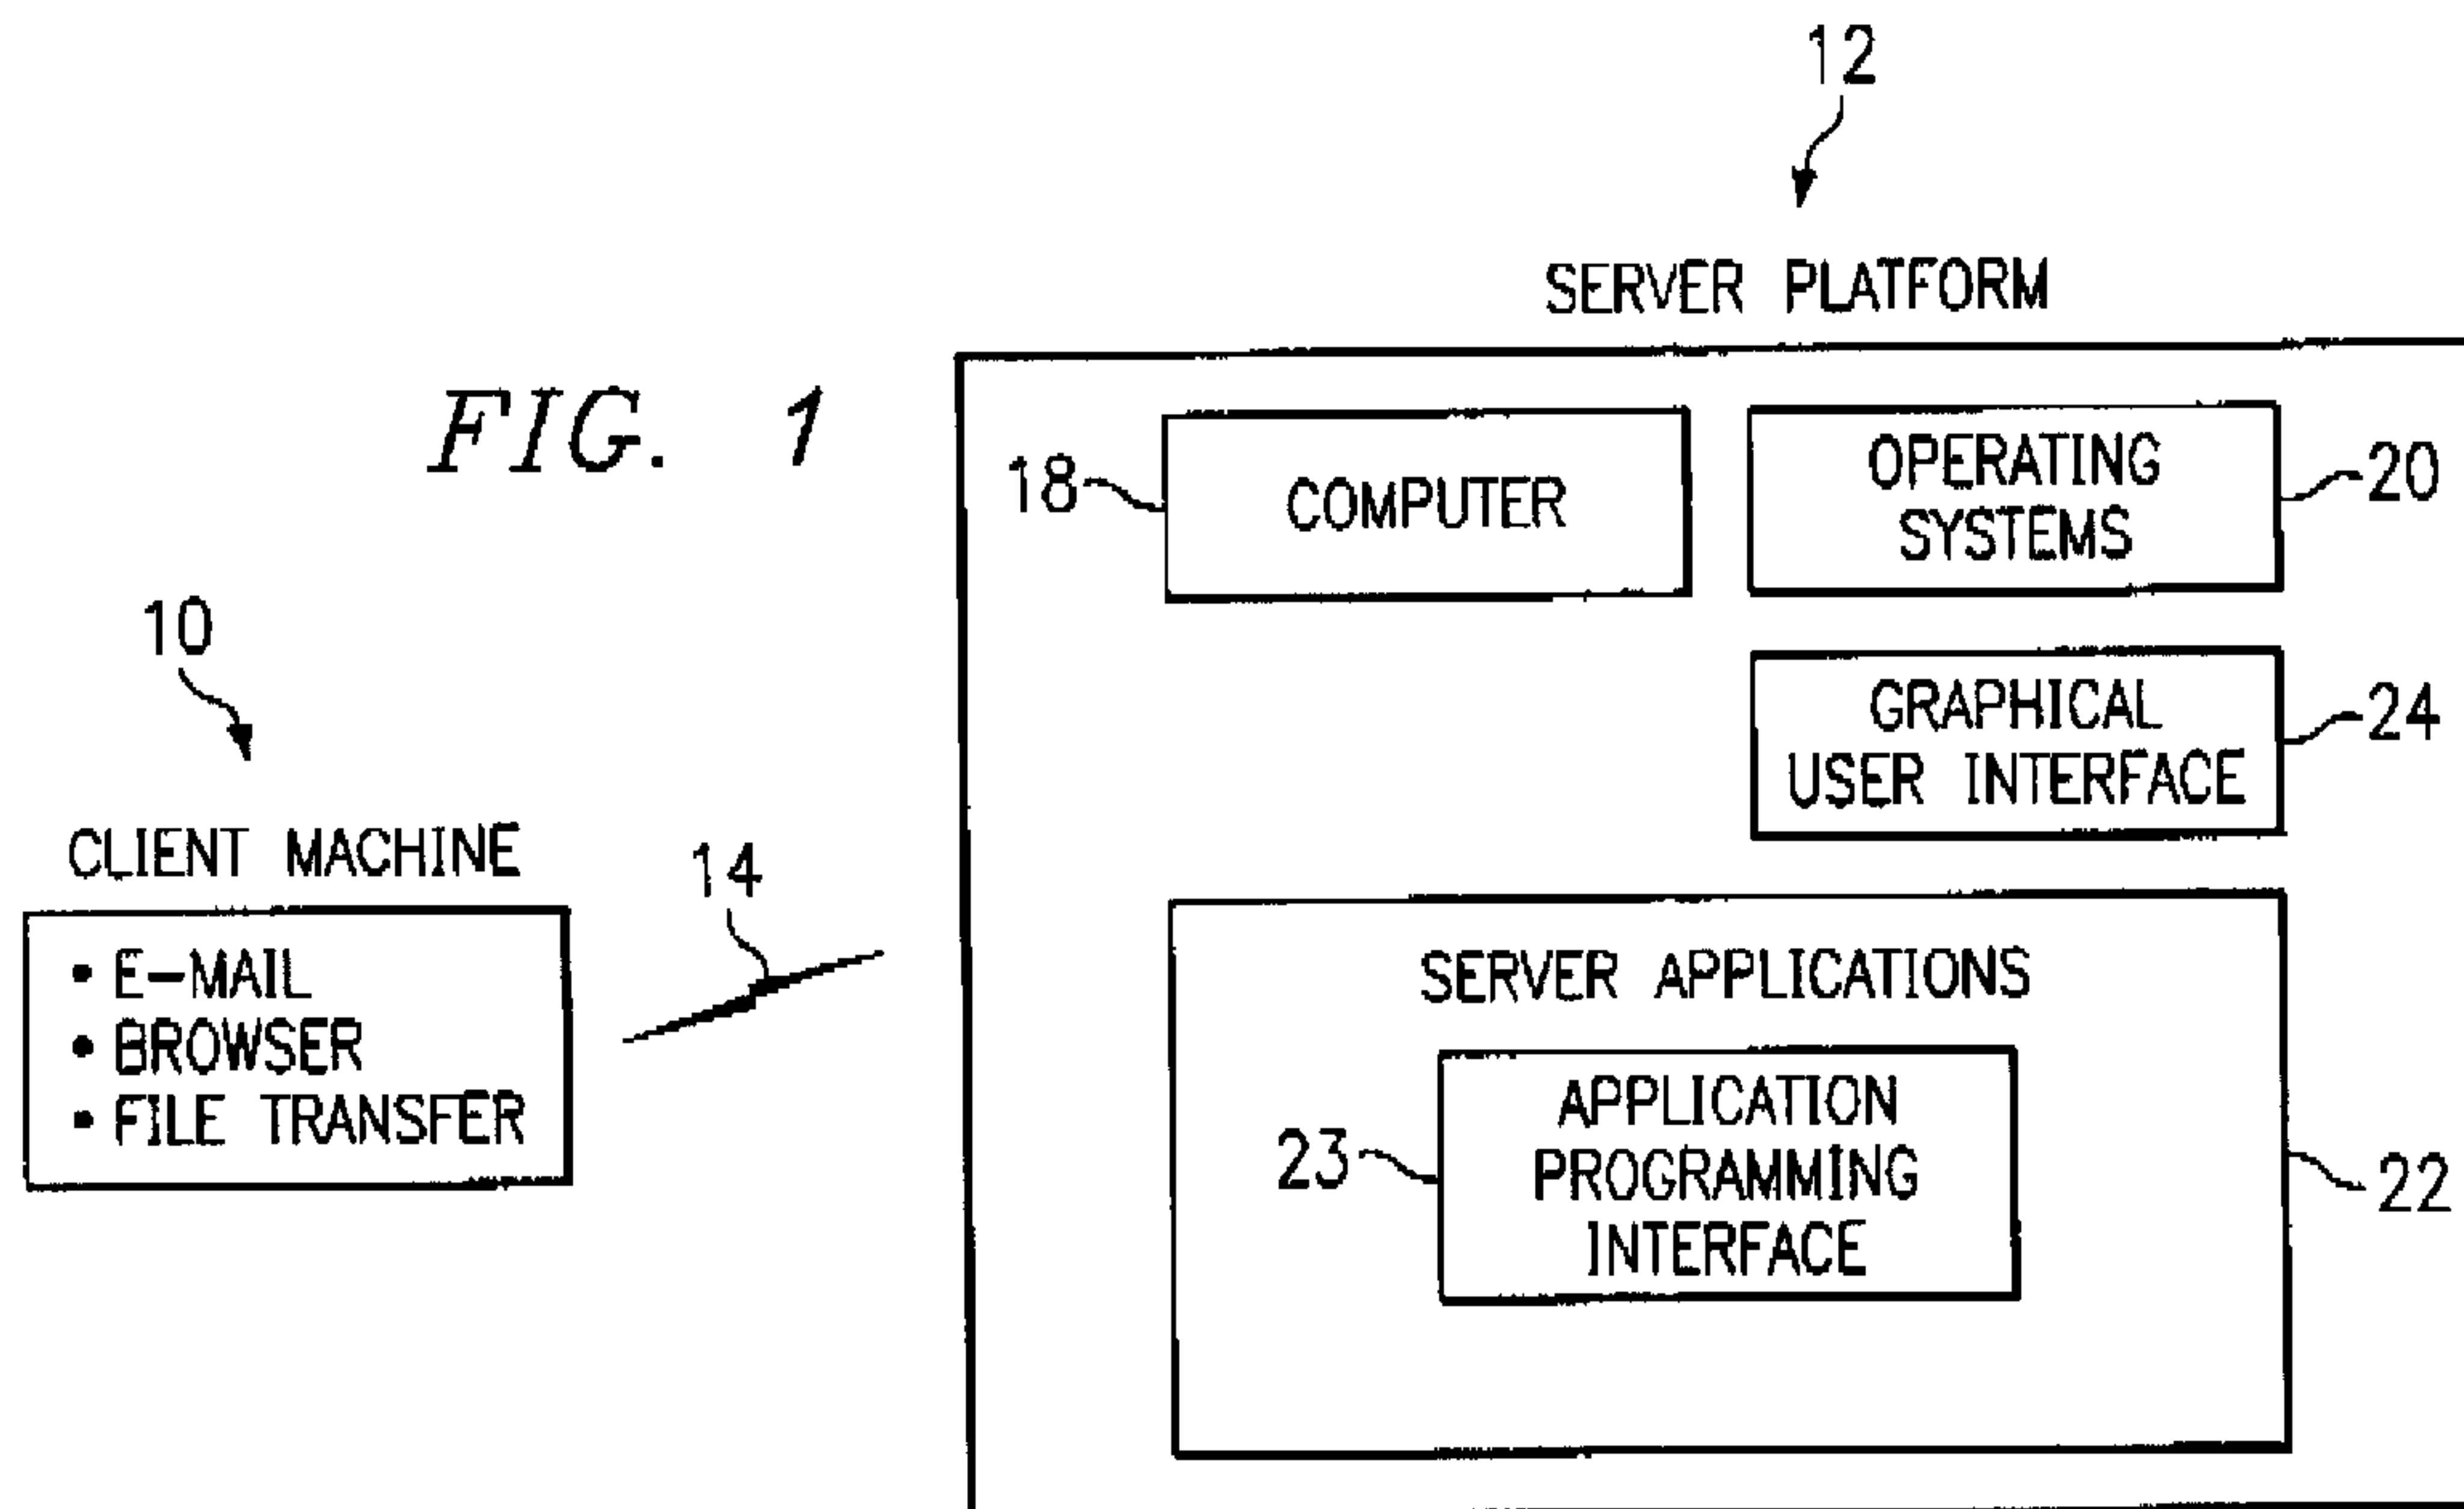 12
SERVER PLATFORM
FIG. 1
18
COMPUTER
OPERATING
SYSTEMS
20
10
GRAPHICAL
USER INTERFACE
24
CLIENT MACHINE
14
• E-MAIL
• BROWSER
• FILE TRANSFER
SERVER APPLICATIONS
23
APPLICATION
PROGRAMMING
INTERFACE
22